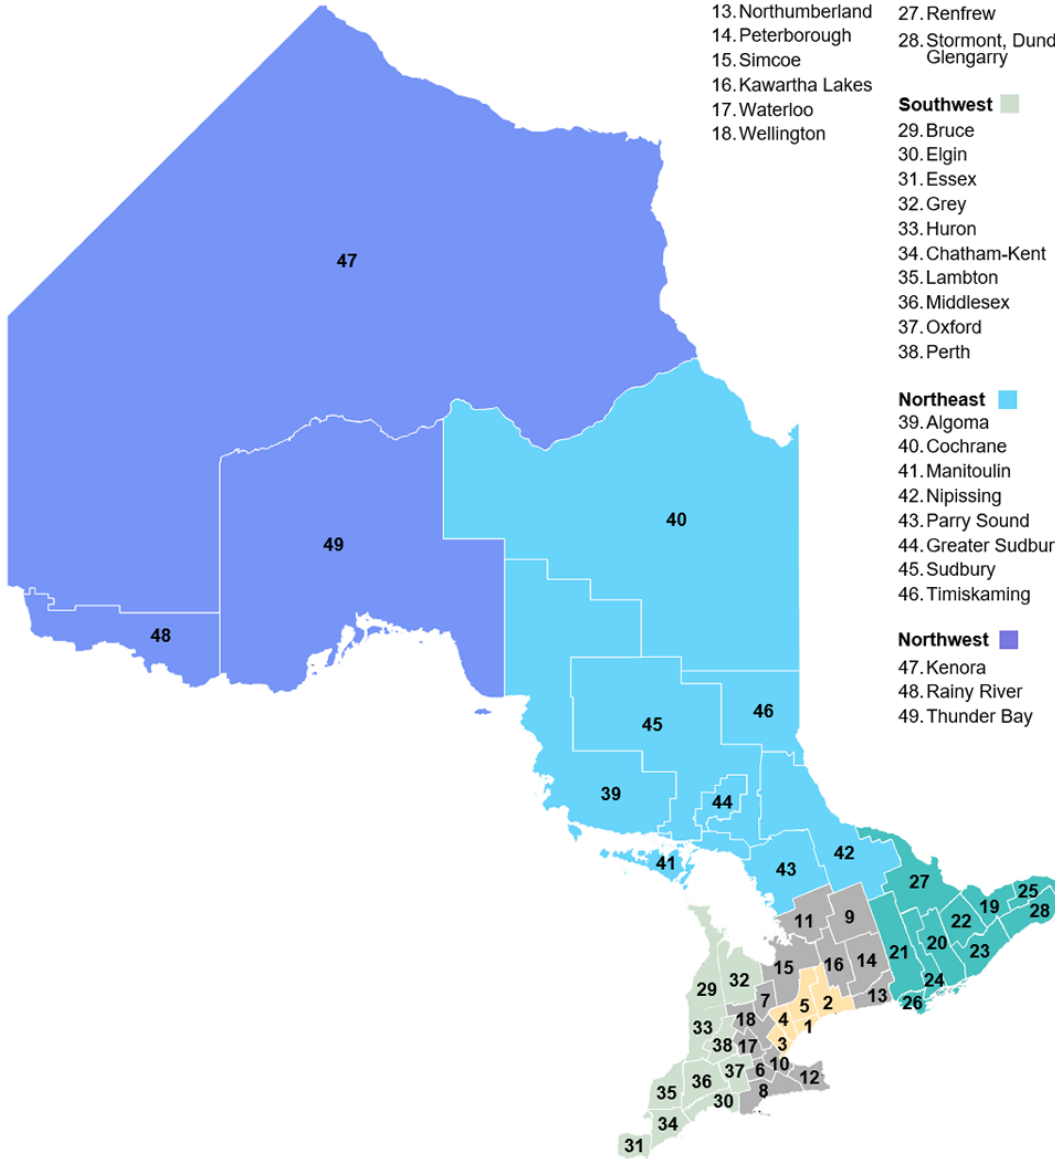 13. Northumberland
14. Peterborough
15. Simcoe
16. Kawartha Lakes
17. Waterloo
18. Wellington
27. Renfrew
28. Stormont, Dund
Glengarry
Southwest
29. Bruce
30. Elgin
31. Essex
32. Grey
33. Huron
34. Chatham-Kent
35. Lambton
36. Middlesex
37. Oxford
38. Perth
Northeast
39. Algoma
40. Cochrane
41. Manitoulin
42. Nipissing
43. Parry Sound
44. Greater Sudbur
45. Sudbury
46. Timiskaming
Northwest
47. Kenora
48. Rainy River
49. Thunder Bay
47
40
49
48
46
45
39
44
41
43
42
27
25
19
28
11
9
22
20
23
21
15
16
14
32
24
29
7
5
2
13
26
18
4
33
1
38
17
3
10
37
6
12
36
8
35
30
34
31